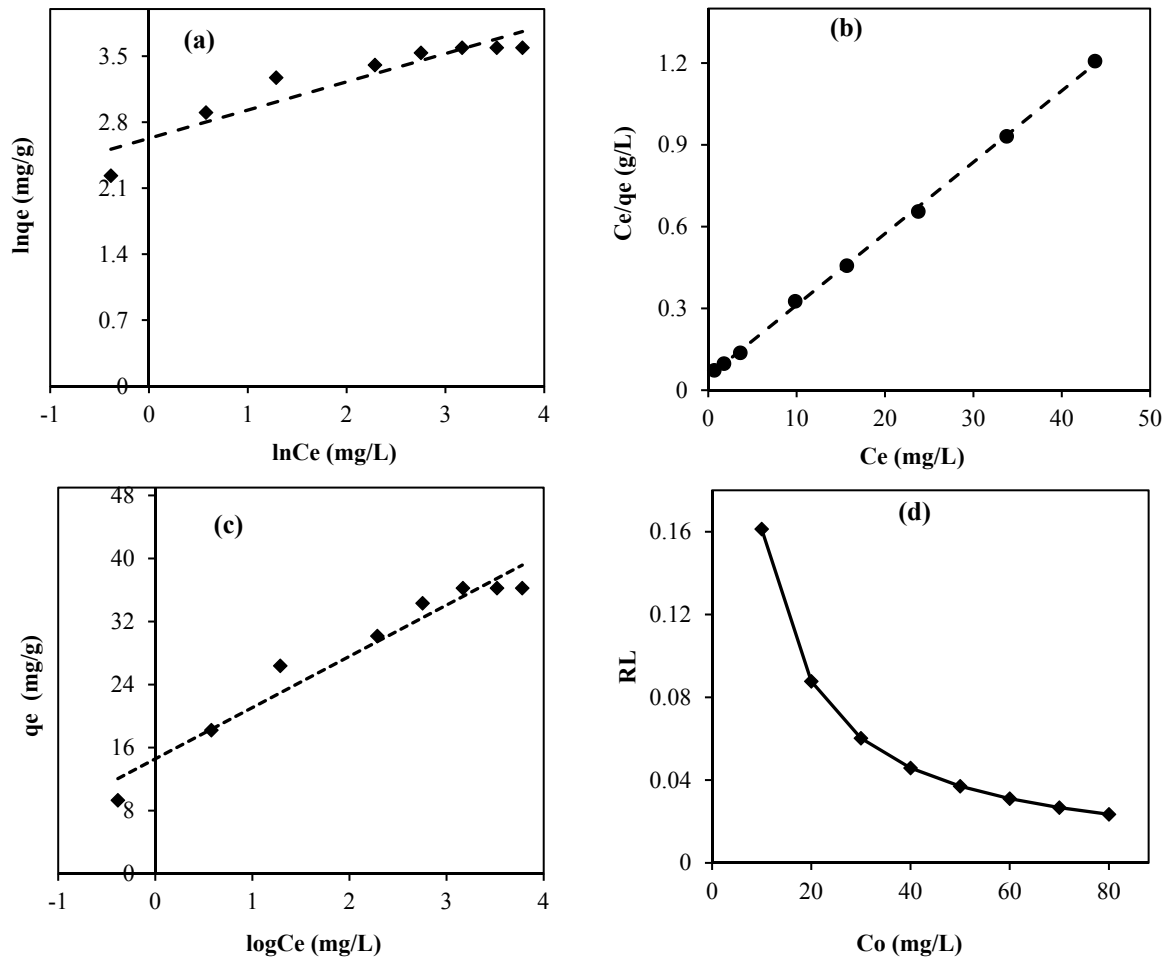 (a)
3.5
2.8
2.1
1.4
0.7
0
-1 0 1 2 3 4
lnqe (mg/g)
lnCe (mg/L)
(b)
1.2
0.9
0.6
0.3
0
0 10 20 30 40 50
Ce/qe (g/L)
Ce (mg/L)
(c)
48
40
32
24
16
8
0
-1 0 1 2 3 4
qe (mg/g)
logCe (mg/L)
(d)
0.16
0.12
0.08
0.04
0
0 20 40 60 80
RL
Co (mg/L)